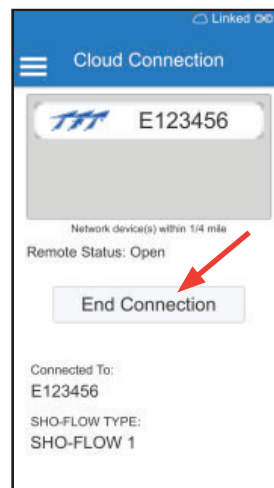 Linked
Cloud Connection
TFT E123456
Network device(s) within 1/4 mile
Remote Status: Open
End Connection
Connected To:
E123456
SHO-FLOW TYPE:
SHO-FLOW 1